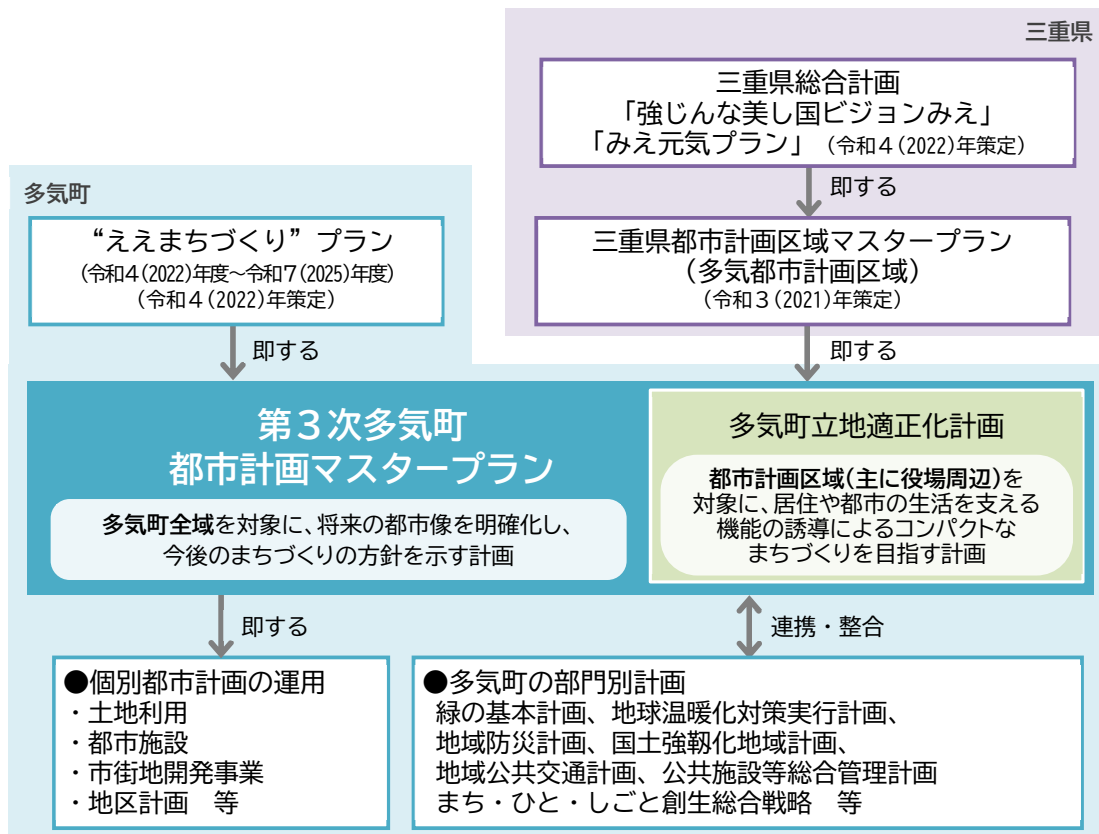 三重県
三重県総合計画
「強じんな美し国ビジョンみえ」
「みえ元気プラン」（令和４(2022)年策定）
即する
三重県都市計画区域マスタープラン
（多気都市計画区域）
（令和３(2021)年策定）
即する
多気町
“ええまちづくり”プラン
(令和４(2022)年度～令和７(2025)年度)
（令和４(2022)年策定）
即する
第３次多気町
都市計画マスタープラン
多気町全域を対象に、将来の都市像を明確化し、
今後のまちづくりの方針を示す計画
多気町立地適正化計画
都市計画区域(主に役場周辺)を
対象に、居住や都市の生活を支える
機能の誘導によるコンパクトな
まちづくりを目指す計画
即する
連携・整合
●個別都市計画の運用
・土地利用
・都市施設
・市街地開発事業
・地区計画　等
●多気町の部門別計画
緑の基本計画、地球温暖化対策実行計画、
地域防災計画、国土強靱化地域計画、
地域公共交通計画、公共施設等総合管理計画
まち・ひと・しごと創生総合戦略　等